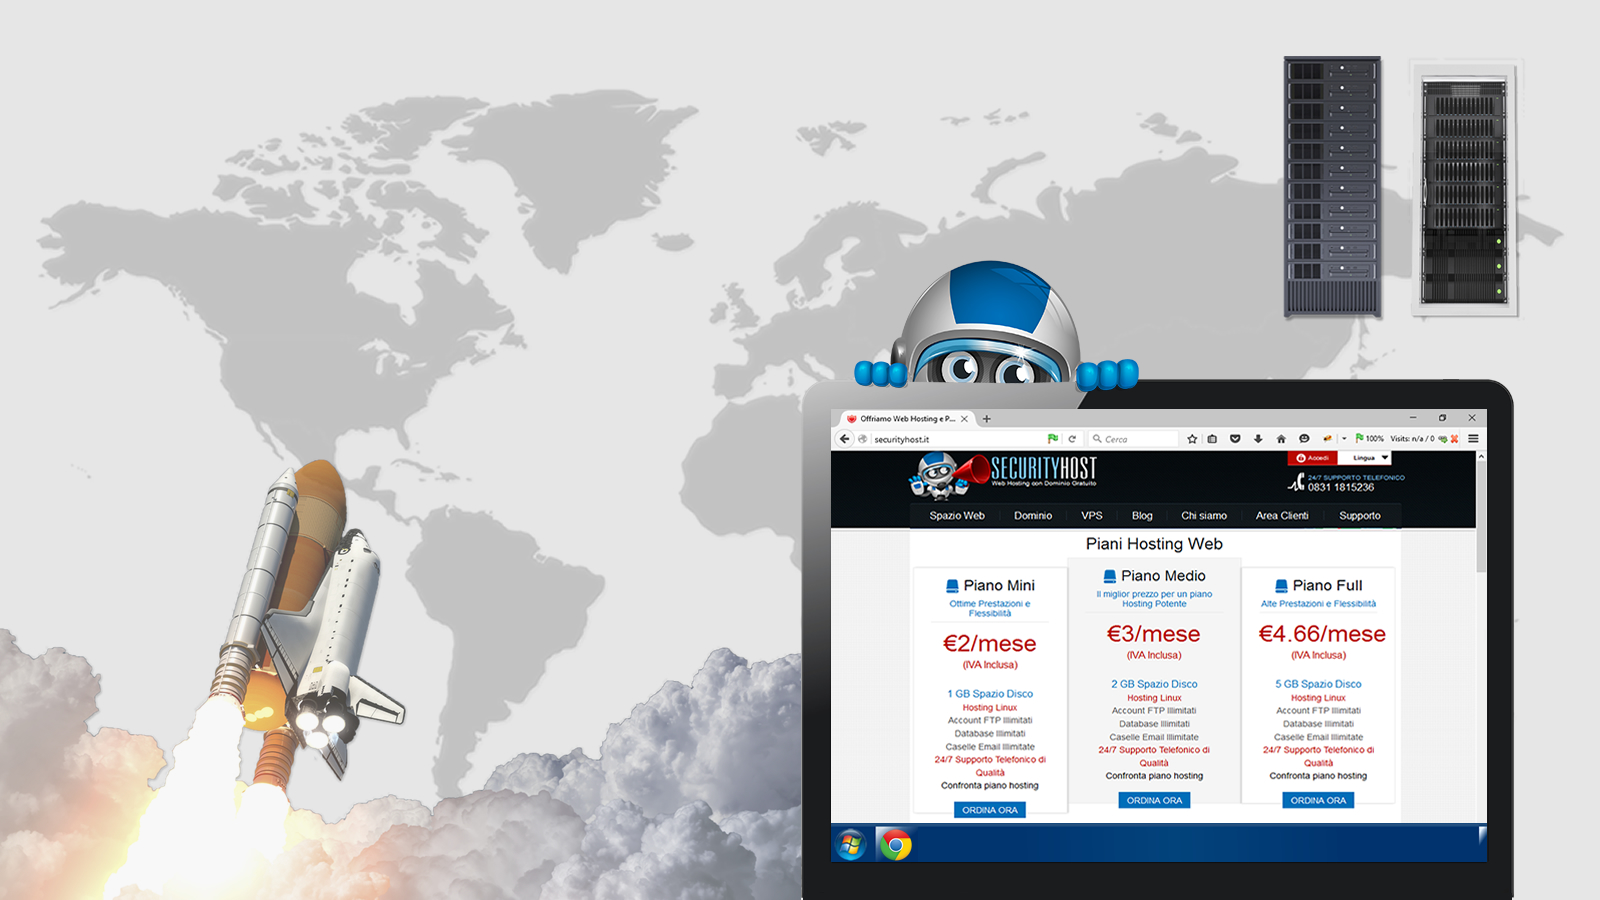 Offriamo Web Hosting e P...
securityhost.it
Cerca
100%
Visits: n/a / 0
SECURITYHOST
Web Hosting con Dominio Gratuito
Accedi
Lingua
24/7 SUPPORTO TELEFONICO
0831 1815236
Spazio Web
Dominio
VPS
Blog
Chi siamo
Area Clienti
Supporto
Piani Hosting Web
Piano Mini
Ottime Prestazioni e
Flessibilità
€2/mese
(IVA Inclusa)
1 GB Spazio Disco
Hosting Linux
Account FTP Illimitati
Database Illimitati
Caselle Email Illimitate
24/7 Supporto Telefonico di
Qualità
Confronta piano hosting
ORDINA ORA
Piano Medio
Il miglior prezzo per un piano
Hosting Potente
€3/mese
(IVA Inclusa)
2 GB Spazio Disco
Hosting Linux
Account FTP Illimitati
Database Illimitati
Caselle Email Illimitate
24/7 Supporto Telefonico di
Qualità
Confronta piano hosting
ORDINA ORA
Piano Full
Alte Prestazioni e Flessibilità
€4.66/mese
(IVA Inclusa)
5 GB Spazio Disco
Hosting Linux
Account FTP Illimitati
Database Illimitati
Caselle Email Illimitate
24/7 Supporto Telefonico di
Qualità
Confronta piano hosting
ORDINA ORA